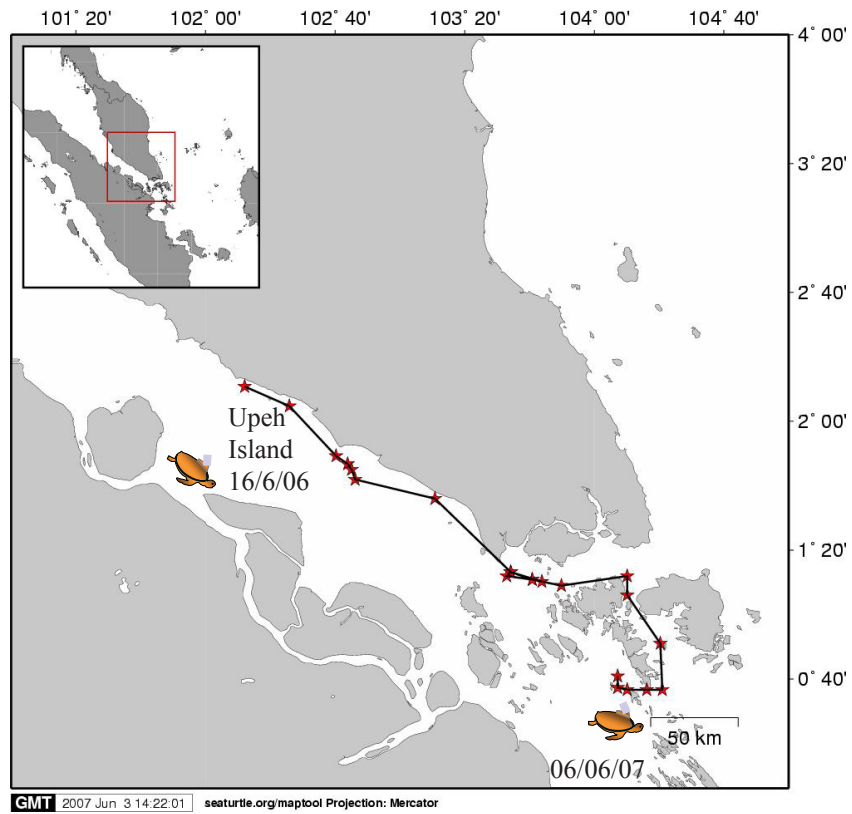 101˚ 20' 102˚ 00' 102˚ 40' 103˚ 20' 104˚ 00' 104˚ 40'
4˚ 00'
3˚ 20'
2˚ 40'
2˚ 00'
1˚ 20'
0˚ 40'
Upeh
Island
16/6/06
50 km
06/06/07
GMT 2007 Jun 3 14:22:01 seaturtle.org/maptool Projection: Mercator